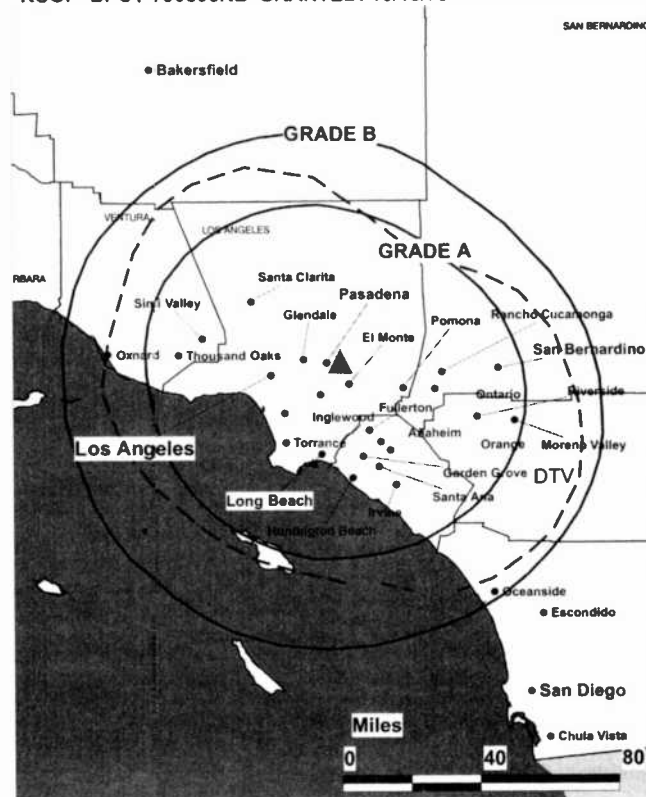 SAN BERNARDINO
Bakersfield
GRADE B
VENTURA
LOS ANGELES
GRADE A
RBARA
Santa Clarita
Simi Valley
Pasadena
Glendale
Rancho Cucamonga
El Monte
Pomona
San Bernardino
Oxnard
Thousand Oaks
Ontario
Riverside
Inglewood
Fullerton
Anaheim
Los Angeles
Torrance
Orange
Moreno Valley
Garden Grove
DTV
Long Beach
Santa Ana
Irvine
Huntington Beach
Oceanside
Escondido
San Diego
Miles
Chula Vista
0 40 80